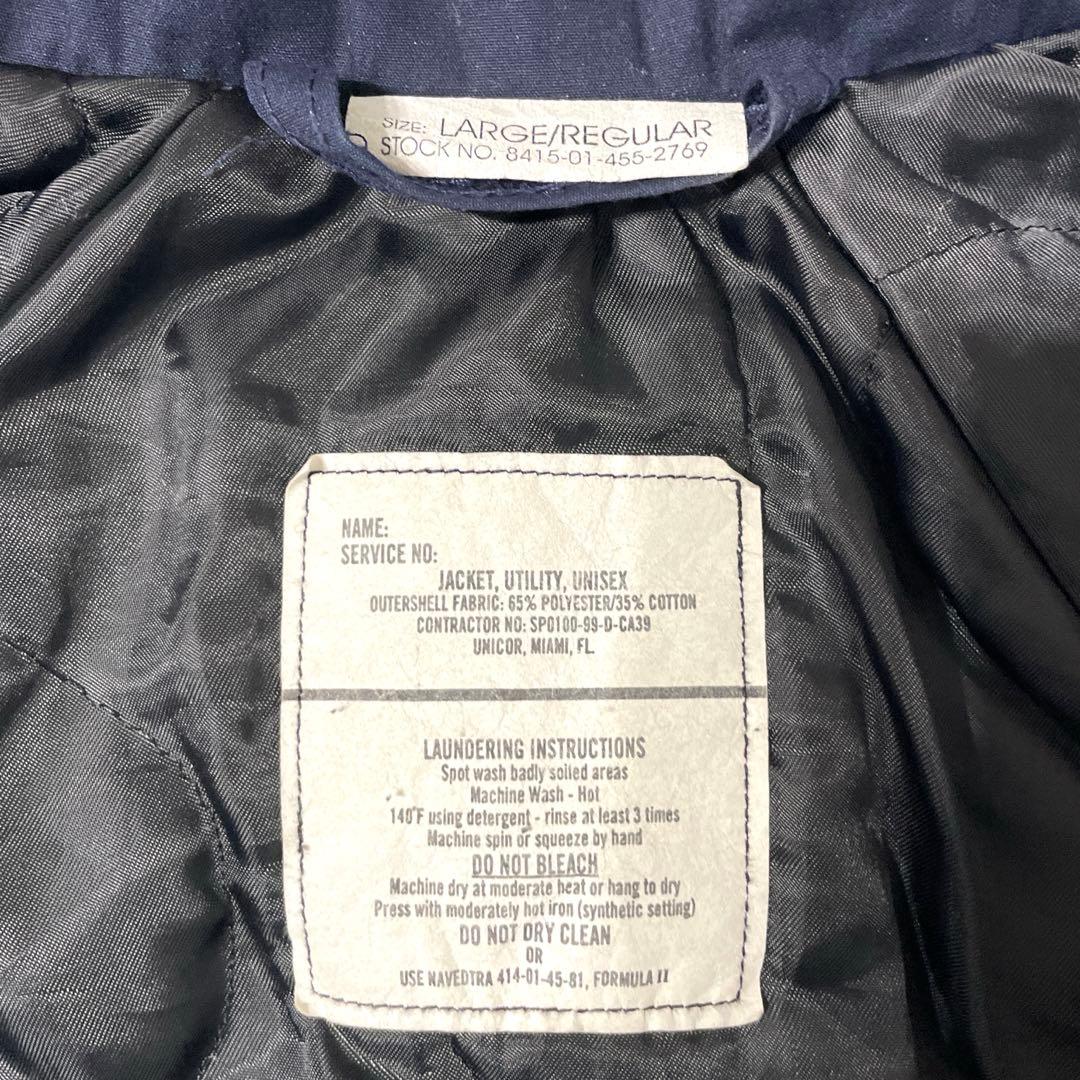 SIZE: LARGE/REGULAR
STOCK NO. 8415-01-455-2769
NAME:
SERVICE NO:
JACKET, UTILITY, UNISEX
OUTERSHELL FABRIC: 65% POLYESTER/35% COTTON
CONTRACTOR NO: SP0100-99-D-CA39
UNICOR, MIAMI, FL.
LAUNDERING INSTRUCTIONS
Spot wash badly soiled areas
Machine Wash - Hot
140°F using detergent - rinse at least 3 times
Machine spin or squeeze by hand
DO NOT BLEACH
Machine dry at moderate heat or hang to dry
Press with moderately hot iron (synthetic setting)
DO NOT DRY CLEAN
OR
USE NAVEDTRA 414-01-45-81, FORMULA II